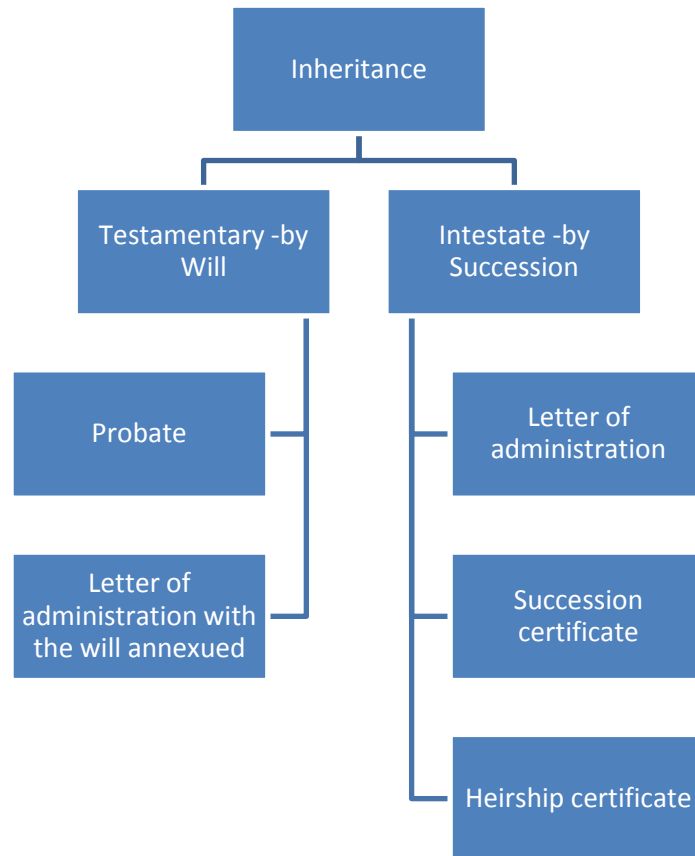 Inheritance
Testamentary -by
Will
Intestate -by
Succession
Probate
Letter of
administration
Letter of
administration with
the will annexued
Succession
certificate
Heirship certificate